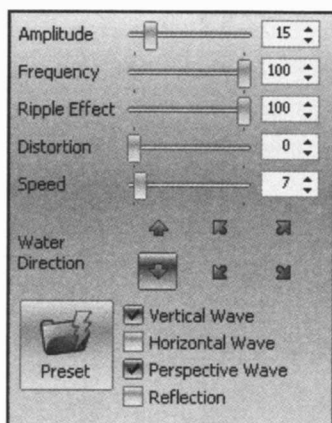 Amplitude 15
Frequency 100
Ripple Effect 100
Distortion 0
Speed 7
Water
Direction
Vertical Wave
Horizontal Wave
Perspective Wave
Reflection
Preset